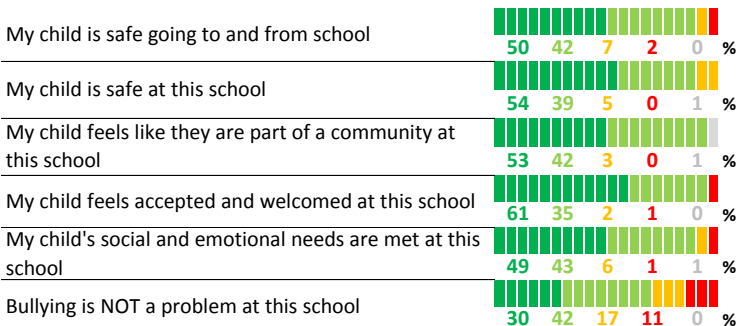 My child is safe going to and from school
50 42 7 2 0 %
My child is safe at this school
54 39 5 0 1 %
My child feels like they are part of a community at
this school
53 42 3 0 1 %
My child feels accepted and welcomed at this school
61 35 2 1 0 %
My child's social and emotional needs are met at this
school
49 43 6 1 1 %
Bullying is NOT a problem at this school
30 42 17 11 0 %